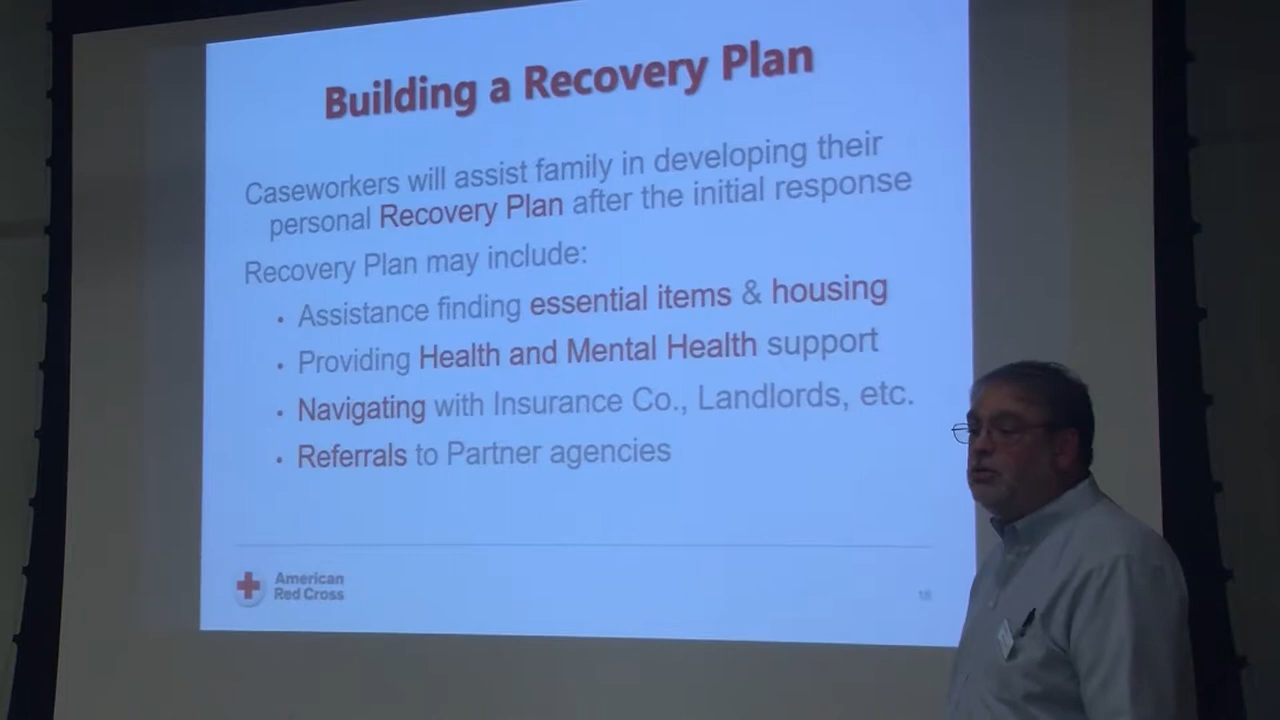 Building a Recovery Plan
Caseworkers will assist family in developing their
personal Recovery Plan after the initial response
Recovery Plan may include:
• Assistance finding essential items & housing
• Providing Health and Mental Health support
• Navigating with Insurance Co., Landlords, etc.
• Referrals to Partner agencies
American
Red Cross